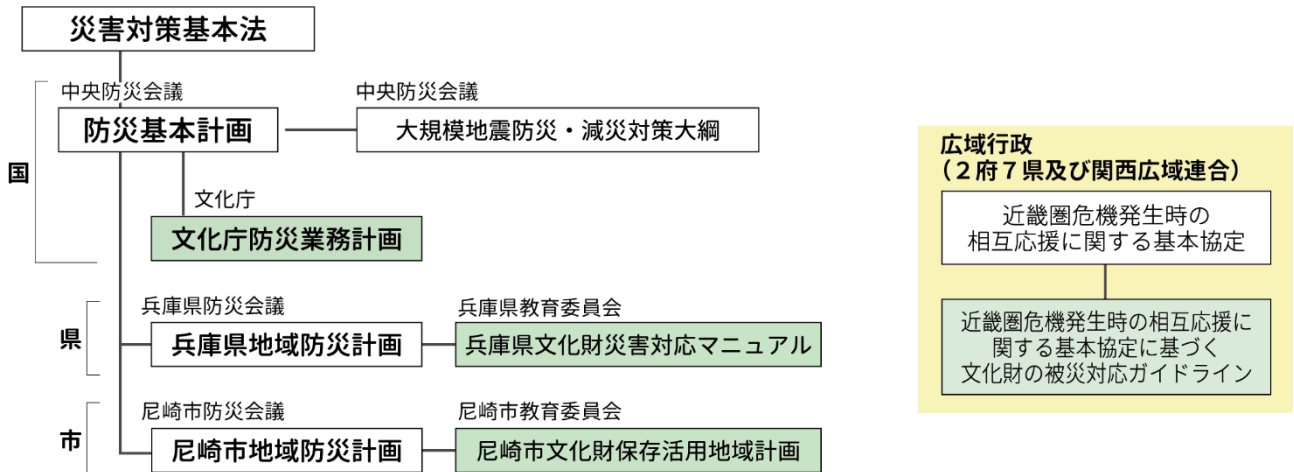 災害対策基本法
国
中央防災会議
防災基本計画
中央防災会議
大規模地震防災・減災対策大綱
文化庁
文化庁防災業務計画
県
兵庫県防災会議
兵庫県地域防災計画
兵庫県教育委員会
兵庫県文化財災害対応マニュアル
市
尼崎市防災会議
尼崎市地域防災計画
尼崎市教育委員会
尼崎市文化財保存活用地域計画
広域行政
（２府７県及び関西広域連合）
近畿圏危機発生時の
相互応援に関する基本協定
近畿圏危機発生時の相互応援に
関する基本協定に基づく
文化財の被災対応ガイドライン